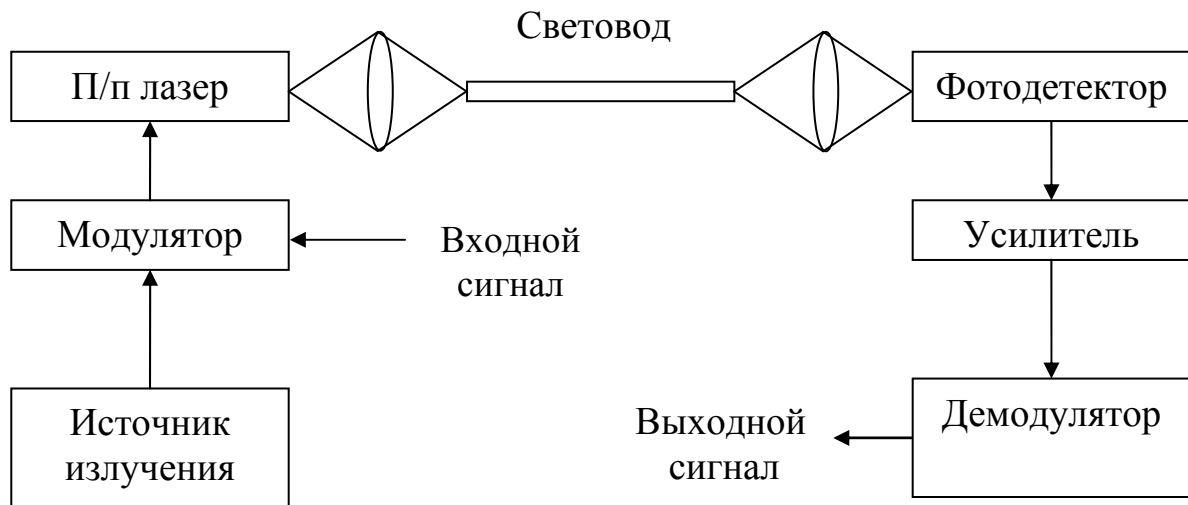 Световод
П/п лазер
Фотодетектор
Модулятор
Входной
сигнал
Усилитель
Источник
излучения
Выходной
сигнал
Демодулятор